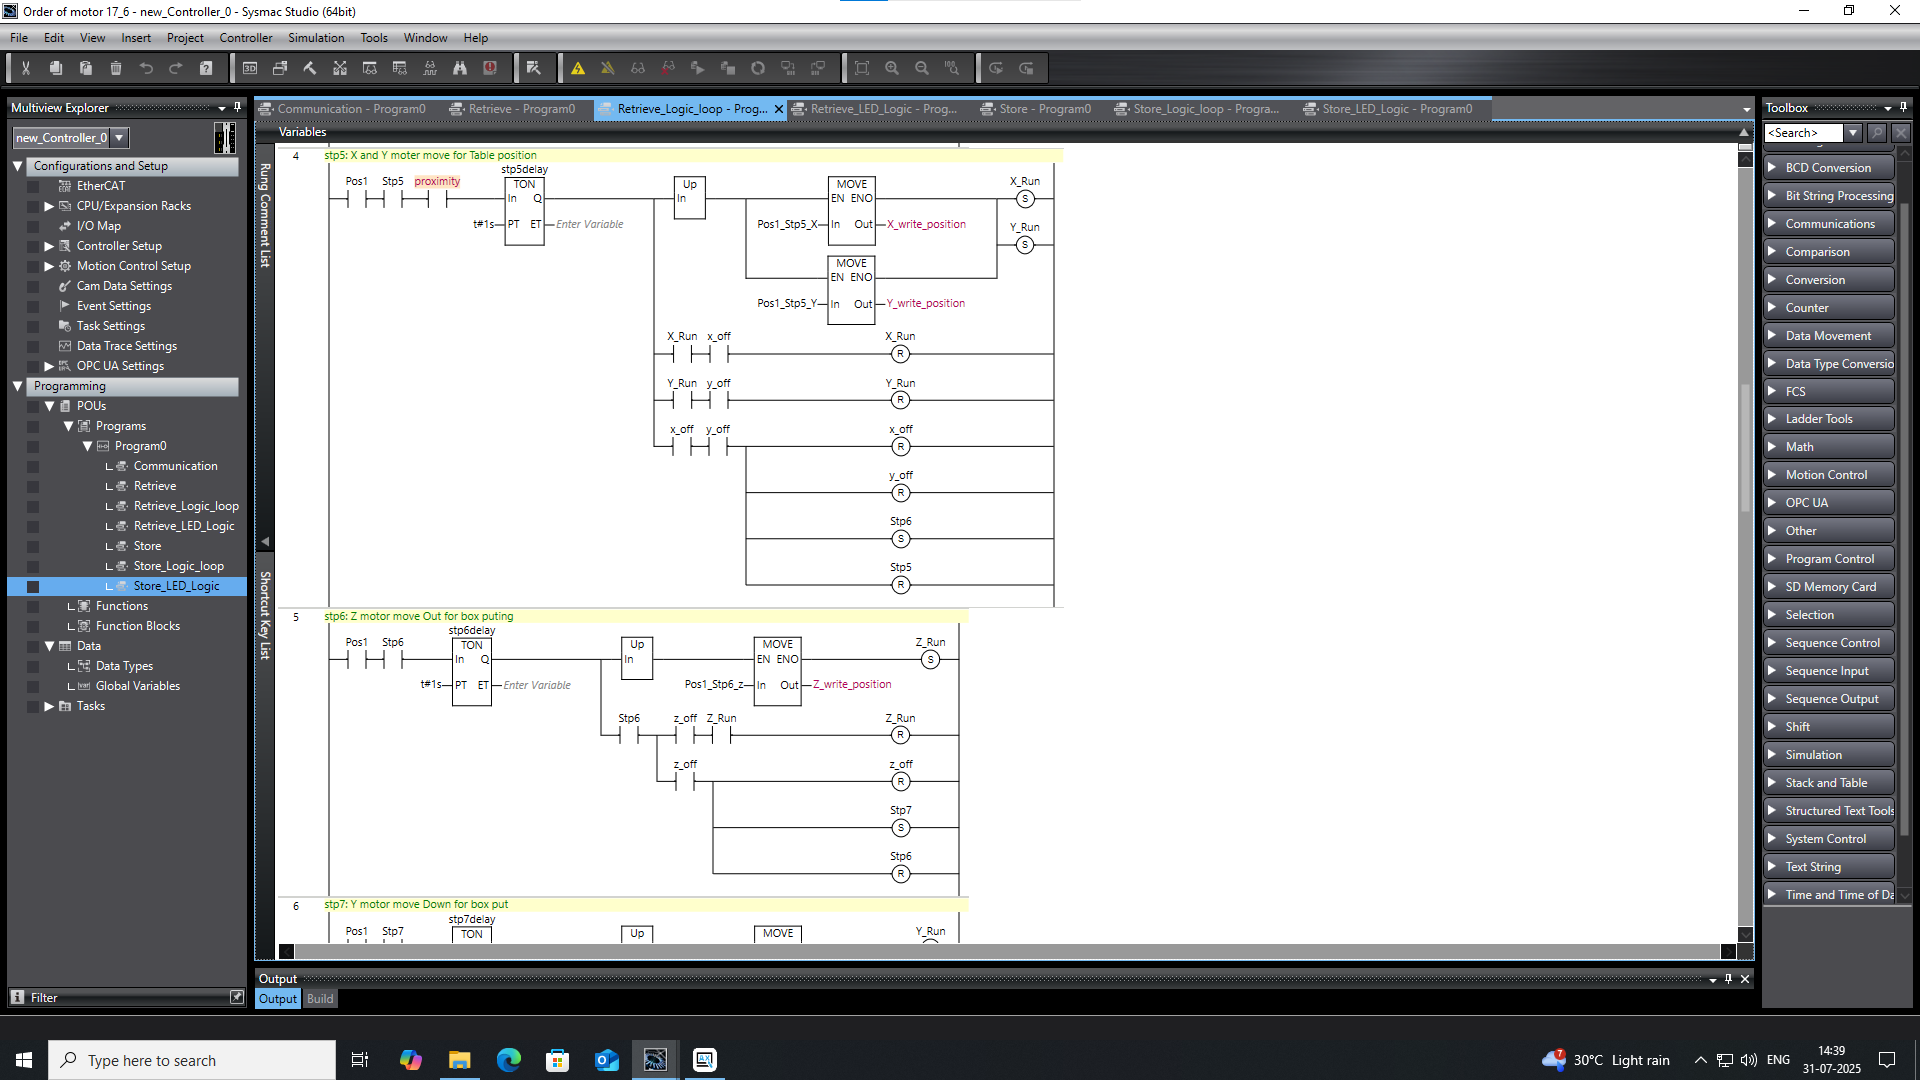 Order of motor 17_6 - new_Controller_0 - Sysmac Studio (64bit)
File Edit View Insert Project Controller Simulation Tools Window Help
Multiview Explorer
new_Controller_0
Configurations and Setup
EtherCAT
CPU/Expansion Racks
I/O Map
Controller Setup
Motion Control Setup
Cam Data Settings
Event Settings
Task Settings
Data Trace Settings
OPC UA Settings
Programming
POUs
Programs
Program0
Communication
Retrieve
Retrieve_Logic_loop
Retrieve_LED_Logic
Store
Store_Logic_loop
Store_LED_Logic
Functions
Function Blocks
Data
Data Types
Global Variables
Tasks
Filter
Communication - Program0 Retrieve - Program0 Retrieve_Logic_loop - Prog... Retrieve_LED_Logic - Prog... Store - Program0 Store_Logic_loop - Progra... Store_LED_Logic - Program0
Variables
Rung Comment List
Shortcut Key List
4 stp5: X and Y moter move for Table position
stp5delay
Pos1 Stp5 proximity TON Up MOVE X_Run
In Q In EN ENO S
t#1s PT ET Enter Variable Pos1_Stp5_X In Out X_write_position Y_Run
S
MOVE
EN ENO
Pos1_Stp5_Y In Out Y_write_position
X_Run x_off X_Run
R
Y_Run y_off Y_Run
R
x_off y_off x_off
R
y_off
R
Stp6
S
Stp5
R
5 stp6: Z motor move Out for box puting
stp6delay
Pos1 Stp6 TON Up MOVE Z_Run
In Q In EN ENO S
t#1s PT ET Enter Variable Pos1_Stp6_z In Out Z_write_position
Stp6 z_off Z_Run Z_Run
R
z_off z_off
R
Stp7
S
Stp6
R
6 stp7: Y motor move Down for box put
stp7delay
Pos1 Stp7 TON Up MOVE Y_Run
Output
Output Build
Toolbox
<Search>
BCD Conversion
Bit String Processing
Communications
Comparison
Conversion
Counter
Data Movement
Data Type Conversio
FCS
Ladder Tools
Math
Motion Control
OPC UA
Other
Program Control
SD Memory Card
Selection
Sequence Control
Sequence Input
Sequence Output
Shift
Simulation
Stack and Table
Structured Text Tools
System Control
Text String
Time and Time of Da
Type here to search
7
30°C Light rain
ENG
14:39
31-07-2025